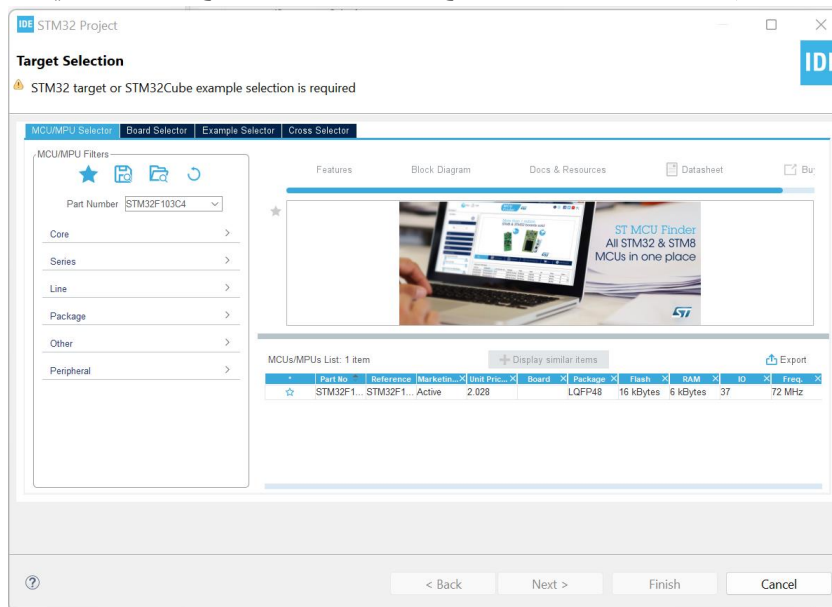 IDE STM32 Project
Target Selection
STM32 target or STM32Cube example selection is required
MCU/MPU Selector Board Selector Example Selector Cross Selector
MCU/MPU Filters
Part Number STM32F103C4
Core
Series
Line
Package
Other
Peripheral
Features Block Diagram Docs & Resources Datasheet Bu
ST MCU Finder
All STM32 & STM8
MCUs in one place
MCUs/MPUs List: 1 item + Display similar items Export
* Part No Reference Marketin... Unit Pric... Board Package Flash RAM IO Freq.
STM32F1... STM32F1... Active 2.028 LQFP48 16 kBytes 6 kBytes 37 72 MHz
< Back Next > Finish Cancel